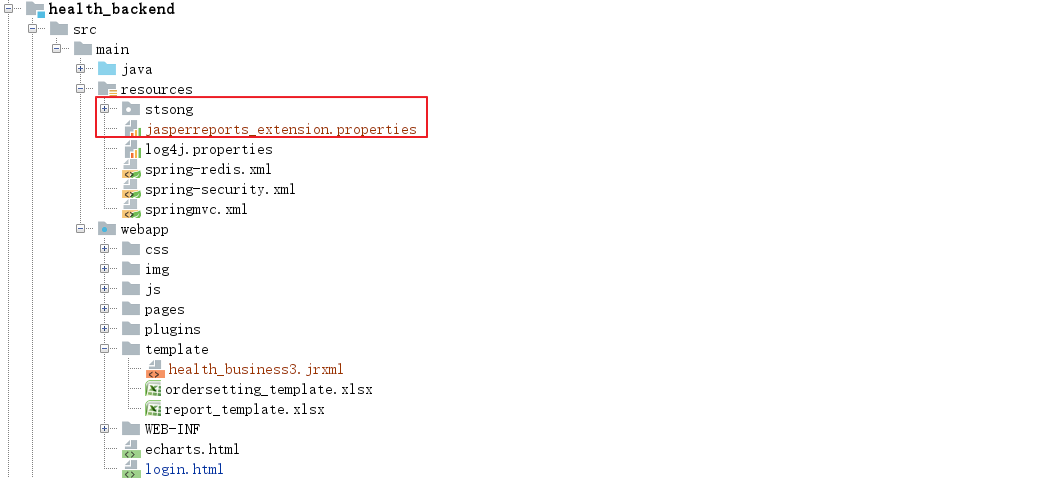 health_backend
src
main
java
resources
stsong
jasperreports_extension.properties
log4j.properties
spring-redis.xml
spring-security.xml
springmvc.xml
webapp
css
img
js
pages
plugins
template
health_business3.jrxml
ordersetting_template.xlsx
report_template.xlsx
WEB-INF
echarts.html
login.html